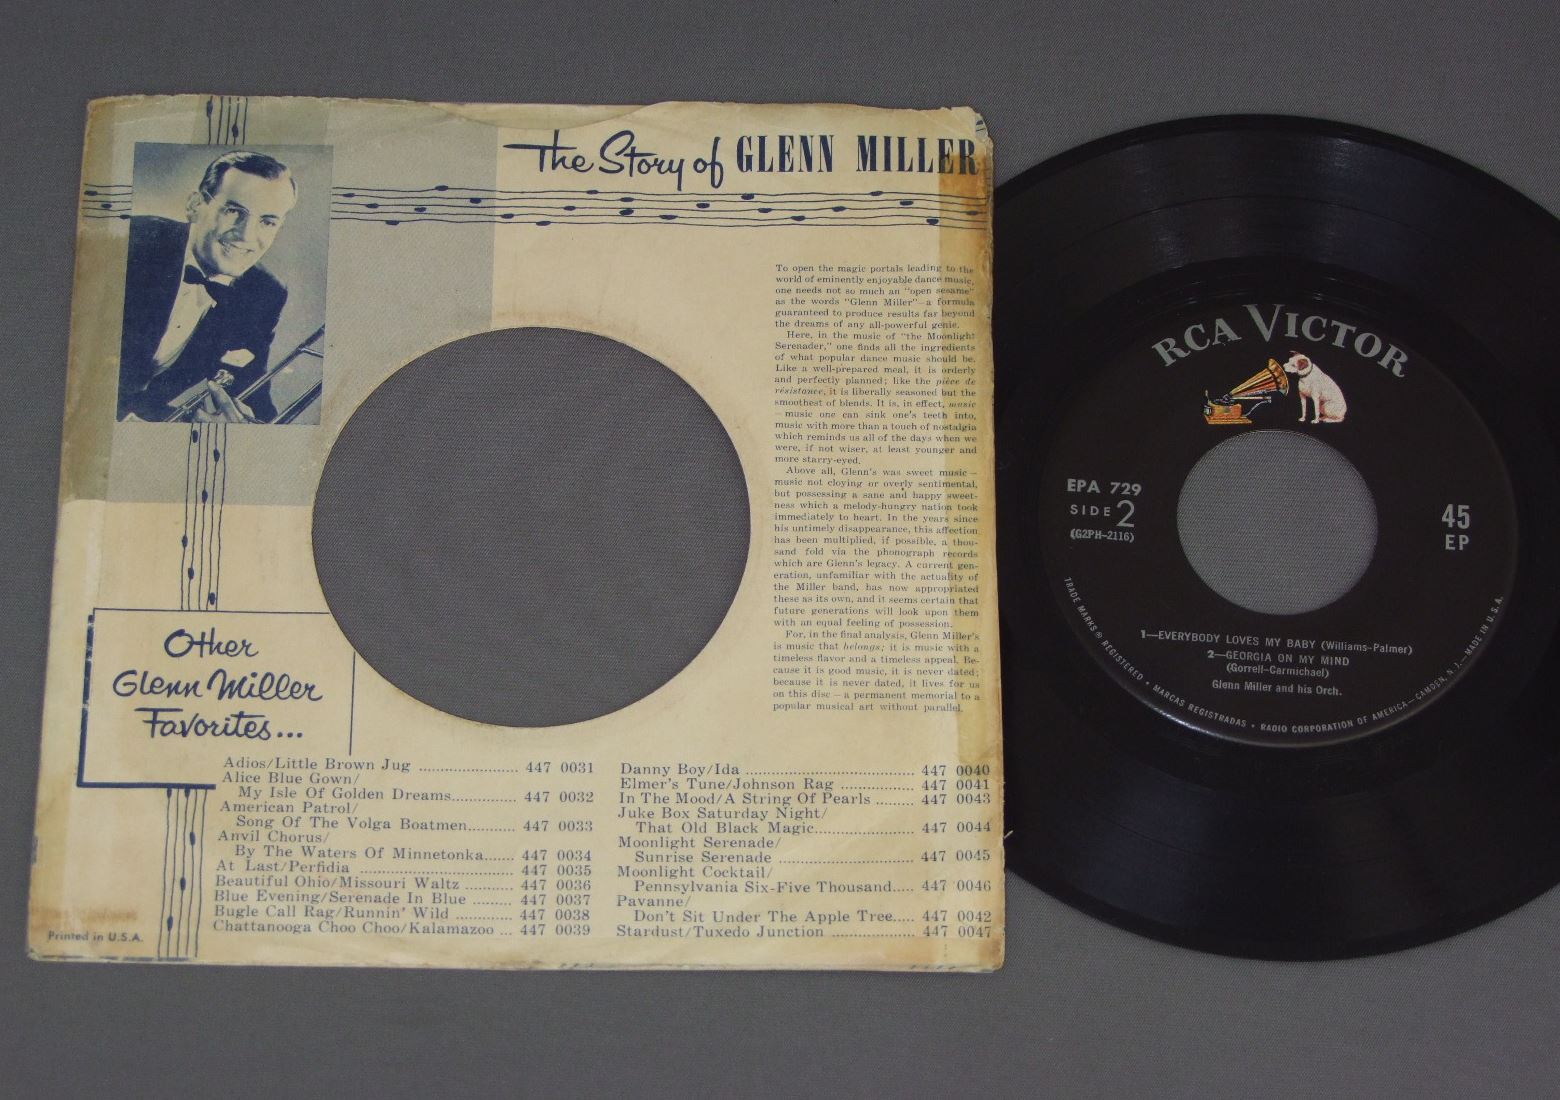 The Story of GLENN MILLER
To open the magic portals leading to the
world of eminently enjoyable dance music,
one needs not so much an "open sesame"
as the words "Glenn Miller"—a formula
guaranteed to produce results far beyond
the dreams of any all-powerful genie.
Here, in the music of "the Moonlight
Serenader," one finds all the ingredients
of what popular dance music should be.
Like a well-prepared meal, it is orderly
and perfectly planned; like the pièce de
résistance, it is liberally seasoned but the
smoothest of blends. It is, in effect, music
— music one can sink one's teeth into,
music with more than a touch of nostalgia
which reminds us all of the days when we
were, if not wiser, at least younger and
more starry-eyed.
Above all, Glenn's was sweet music —
music not cloying or overly sentimental,
but possessing a sane and happy sweet-
ness which a melody-hungry nation took
immediately to heart. In the years since
his untimely disappearance, this affection
has been multiplied, if possible, a thou-
sand fold via the phonograph records
which are Glenn's legacy. A current gen-
eration, unfamiliar with the actuality of
the Miller band, has now appropriated
these as its own, and it seems certain that
future generations will look upon them
with an equal feeling of possession.
For, in the final analysis, Glenn Miller's
is music that belongs; it is music with a
timeless flavor and a timeless appeal. Be-
cause it is good music, it is never dated;
because it is never dated, it lives for us
on this disc — a permanent memorial to a
popular musical art without parallel.
Other
Glenn Miller
Favorites...
Adios/Little Brown Jug ........................ 447 0031
Alice Blue Gown/
My Isle Of Golden Dreams............... 447 0032
American Patrol/
Song Of The Volga Boatmen........... 447 0033
Anvil Chorus/
By The Waters Of Minnetonka....... 447 0034
At Last/Perfidia .................................... 447 0035
Beautiful Ohio/Missouri Waltz ........... 447 0036
Blue Evening/Serenade In Blue ......... 447 0037
Bugle Call Rag/Runnin' Wild ............. 447 0038
Chattanooga Choo Choo/Kalamazoo ... 447 0039
Danny Boy/Ida ........................................ 447 0040
Elmer's Tune/Johnson Rag .................. 447 0041
In The Mood/A String Of Pearls ......... 447 0043
Juke Box Saturday Night/
That Old Black Magic........................ 447 0044
Moonlight Serenade/
Sunrise Serenade ................................ 447 0045
Moonlight Cocktail/
Pennsylvania Six-Five Thousand..... 447 0046
Pavanne/
Don't Sit Under The Apple Tree..... 447 0042
Stardust/Tuxedo Junction .................... 447 0047
Printed in U.S.A.
RCA VICTOR
EPA 729
SIDE 2
(G2PH-2116)
45
EP
1—EVERYBODY LOVES MY BABY (Williams-Palmer)
2—GEORGIA ON MY MIND
(Gorrell-Carmichael)
Glenn Miller and his Orch.
TRADE MARKS ® REGISTERED • MARCAS REGISTRADAS • RADIO CORPORATION OF AMERICA—CAMDEN, N.J.—MADE IN U.S.A.